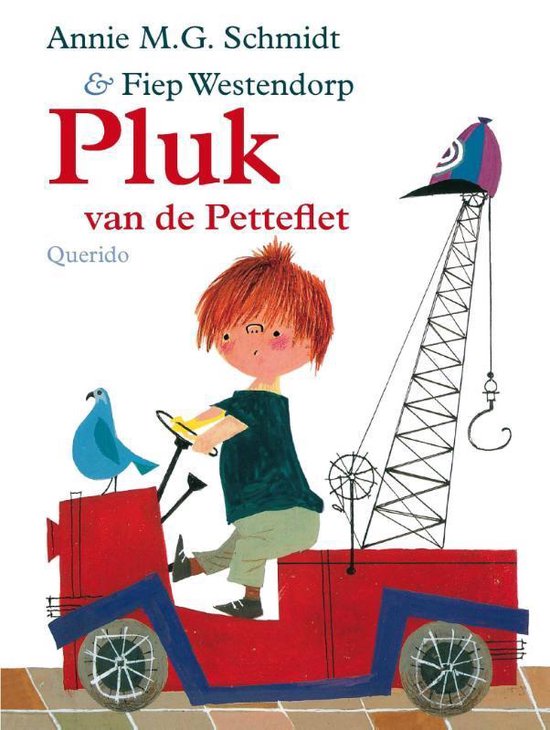 Annie M.G. Schmidt
& Fiep Westendorp
Pluk
van de Petteflet
Querido